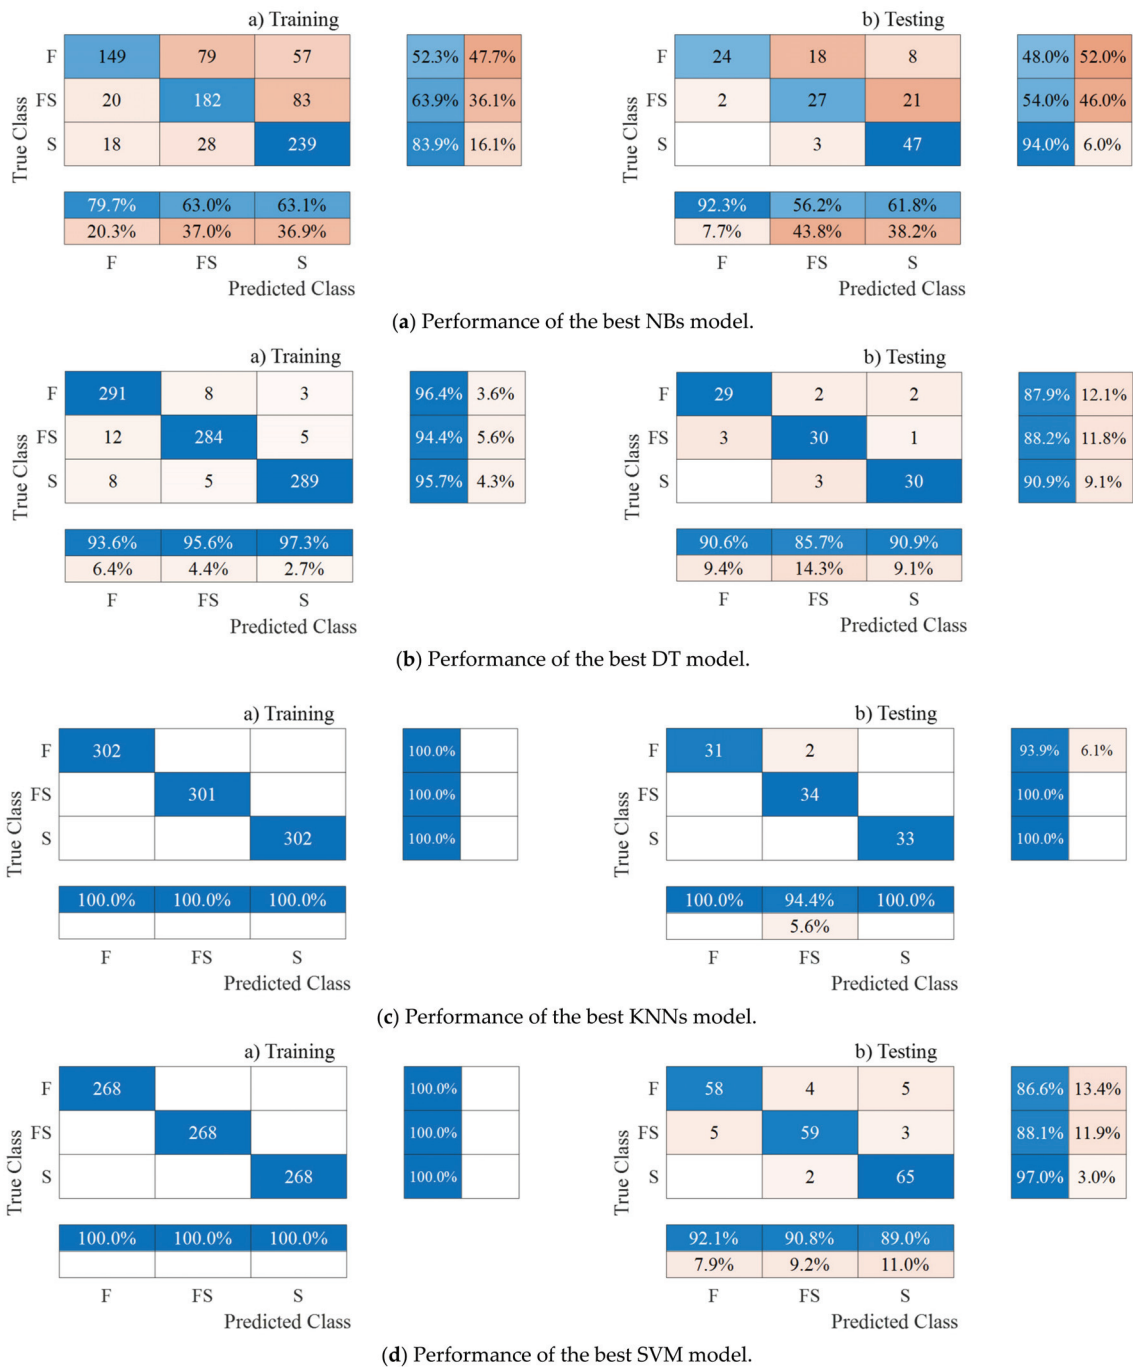 a) Training b) Testing
F 149 79 57 52.3% 47.7% F 24 18 8 48.0% 52.0%
FS 20 182 83 63.9% 36.1% FS 2 27 21 54.0% 46.0%
S 18 28 239 83.9% 16.1% S 3 47 94.0% 6.0%
True Class True Class
79.7% 63.0% 63.1% 92.3% 56.2% 61.8%
20.3% 37.0% 36.9% 7.7% 43.8% 38.2%
F FS S F FS S
Predicted Class Predicted Class
(a) Performance of the best NBs model.
a) Training b) Testing
F 291 8 3 96.4% 3.6% F 29 2 2 87.9% 12.1%
FS 12 284 5 94.4% 5.6% FS 3 30 1 88.2% 11.8%
S 8 5 289 95.7% 4.3% S 3 30 90.9% 9.1%
True Class True Class
93.6% 95.6% 97.3% 90.6% 85.7% 90.9%
6.4% 4.4% 2.7% 9.4% 14.3% 9.1%
F FS S F FS S
Predicted Class Predicted Class
(b) Performance of the best DT model.
a) Training b) Testing
F 302 100.0% F 31 2 93.9% 6.1%
FS 301 100.0% FS 34 100.0%
S 302 100.0% S 33 100.0%
True Class True Class
100.0% 100.0% 100.0% 100.0% 94.4% 100.0%
5.6%
F FS S F FS S
Predicted Class Predicted Class
(c) Performance of the best KNNs model.
a) Training b) Testing
F 268 100.0% F 58 4 5 86.6% 13.4%
FS 268 100.0% FS 5 59 3 88.1% 11.9%
S 268 100.0% S 2 65 97.0% 3.0%
True Class True Class
100.0% 100.0% 100.0% 92.1% 90.8% 89.0%
7.9% 9.2% 11.0%
F FS S F FS S
Predicted Class Predicted Class
(d) Performance of the best SVM model.